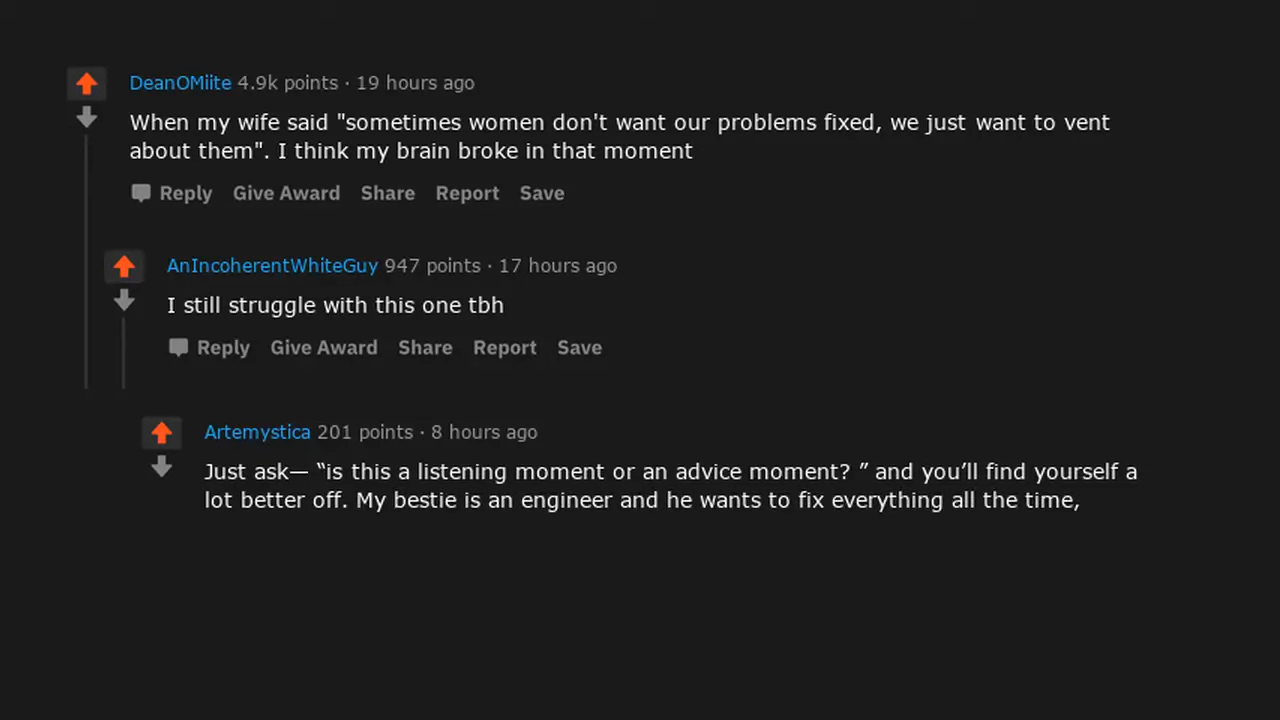 DeanOMiite 4.9k points · 19 hours ago
When my wife said "sometimes women don't want our problems fixed, we just want to vent
about them". I think my brain broke in that moment
Reply Give Award Share Report Save
AnIncoherentWhiteGuy 947 points · 17 hours ago
I still struggle with this one tbh
Reply Give Award Share Report Save
Artemystica 201 points · 8 hours ago
Just ask— “is this a listening moment or an advice moment? ” and you’ll find yourself a
lot better off. My bestie is an engineer and he wants to fix everything all the time,